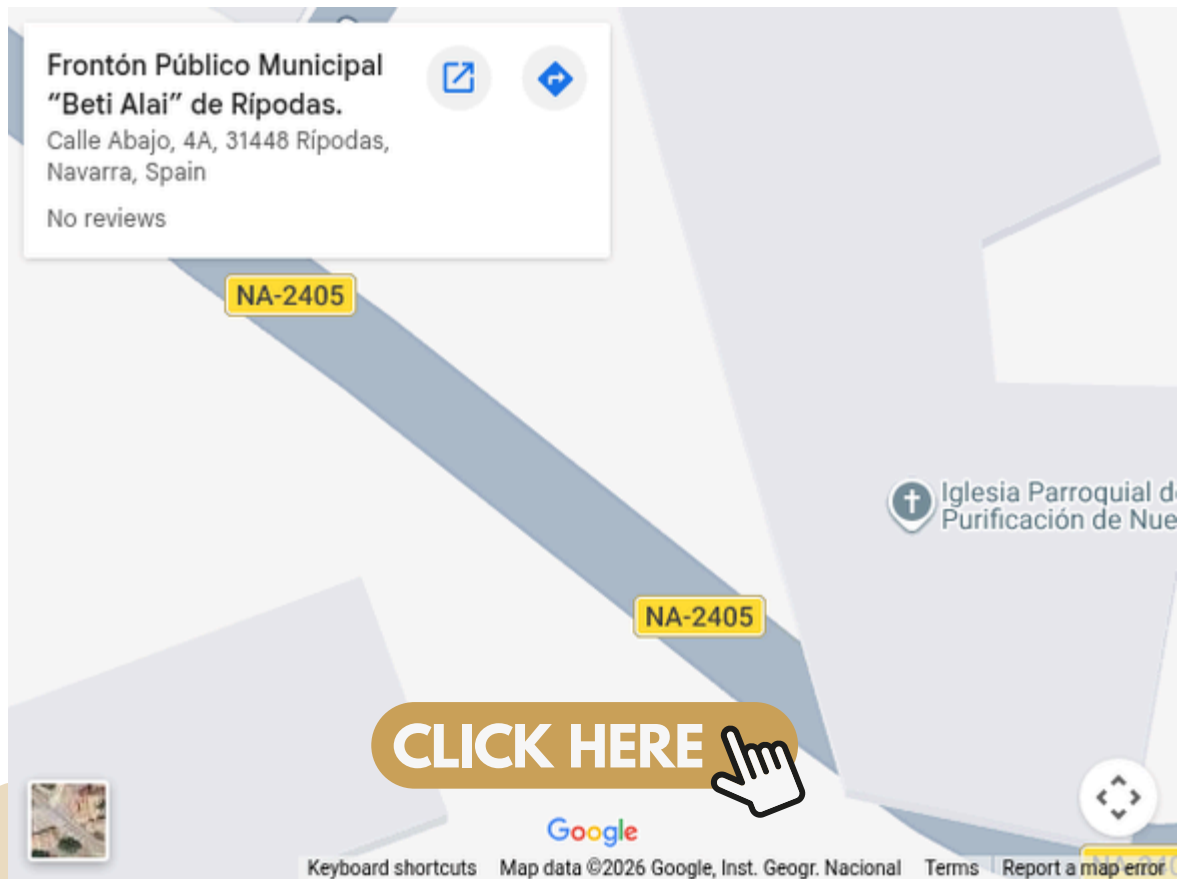 Frontón Público Municipal
“Beti Alai” de Rípodas.
Calle Abajo, 4A, 31448 Rípodas,
Navarra, Spain
No reviews
NA-2405
Iglesia Parroquial
Purificación de
NA-2405
CLICK HERE
Google
Keyboard shortcuts Map data ©2026 Google, Inst. Geogr. Nacional Terms Report a map error